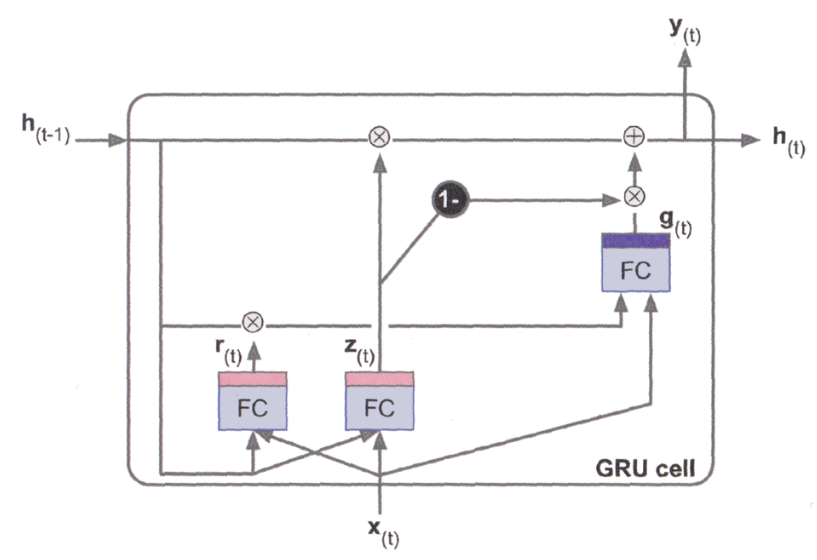 y(t)
h(t-1)
h(t)
1-
g(t)
FC
r(t)
z(t)
FC
FC
GRU cell
x(t)